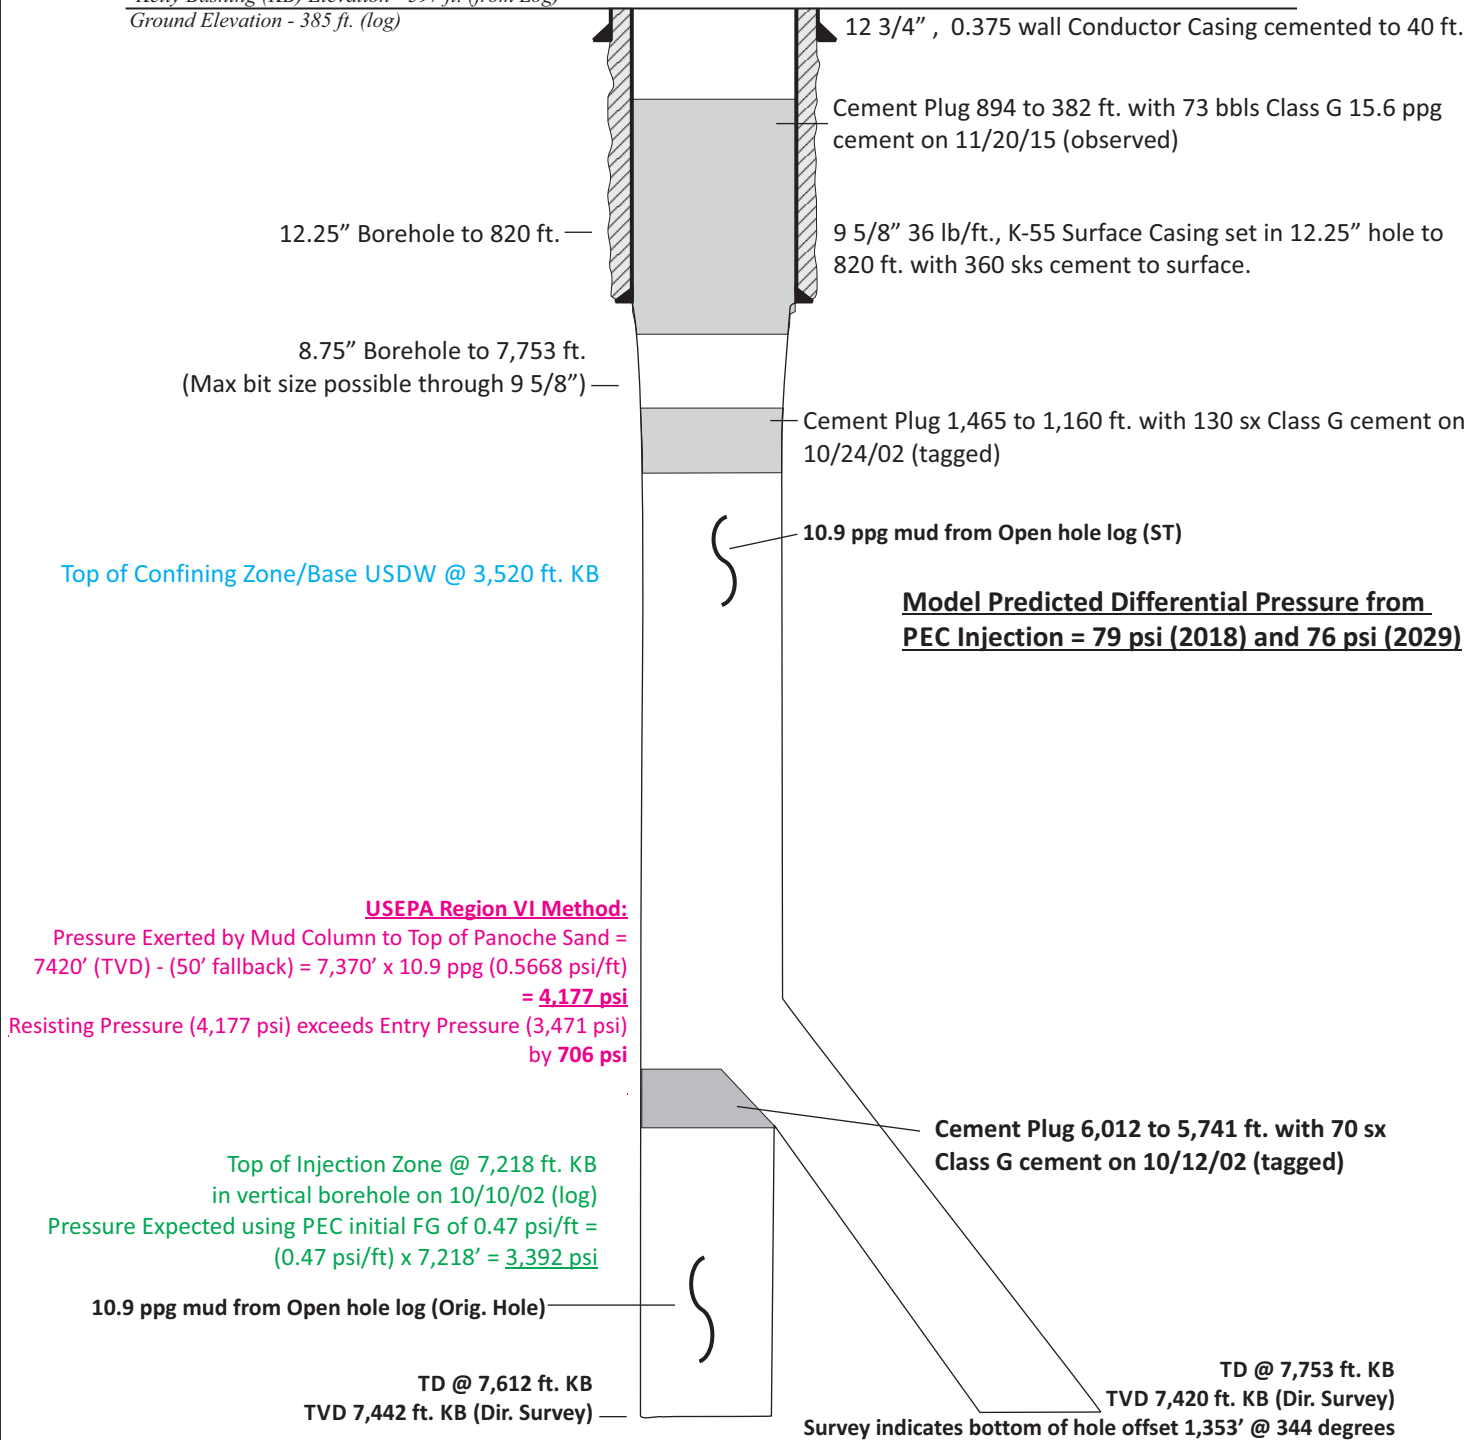 Kelly Bushing (KB) Elevation - 397 ft. (from Log)
Ground Elevation - 385 ft. (log)
12 3/4” , 0.375 wall Conductor Casing cemented to 40 ft.
Cement Plug 894 to 382 ft. with 73 bbls Class G 15.6 ppg
cement on 11/20/15 (observed)
12.25” Borehole to 820 ft.
9 5/8” 36 lb/ft., K-55 Surface Casing set in 12.25” hole to
820 ft. with 360 sks cement to surface.
8.75” Borehole to 7,753 ft.
(Max bit size possible through 9 5/8”)
Cement Plug 1,465 to 1,160 ft. with 130 sx Class G cement on
10/24/02 (tagged)
10.9 ppg mud from Open hole log (ST)
Top of Confining Zone/Base USDW @ 3,520 ft. KB
Model Predicted Differential Pressure from
PEC Injection = 79 psi (2018) and 76 psi (2029)
USEPA Region VI Method:
Pressure Exerted by Mud Column to Top of Panoche Sand =
7420’ (TVD) - (50’ fallback) = 7,370’ x 10.9 ppg (0.5668 psi/ft)
= 4,177 psi
Resisting Pressure (4,177 psi) exceeds Entry Pressure (3,471 psi)
by 706 psi
Cement Plug 6,012 to 5,741 ft. with 70 sx
Class G cement on 10/12/02 (tagged)
Top of Injection Zone @ 7,218 ft. KB
in vertical borehole on 10/10/02 (log)
Pressure Expected using PEC initial FG of 0.47 psi/ft =
(0.47 psi/ft) x 7,218’ = 3,392 psi
10.9 ppg mud from Open hole log (Orig. Hole)
TD @ 7,612 ft. KB
TVD 7,442 ft. KB (Dir. Survey)
TD @ 7,753 ft. KB
TVD 7,420 ft. KB (Dir. Survey)
Survey indicates bottom of hole offset 1,353’ @ 344 degrees